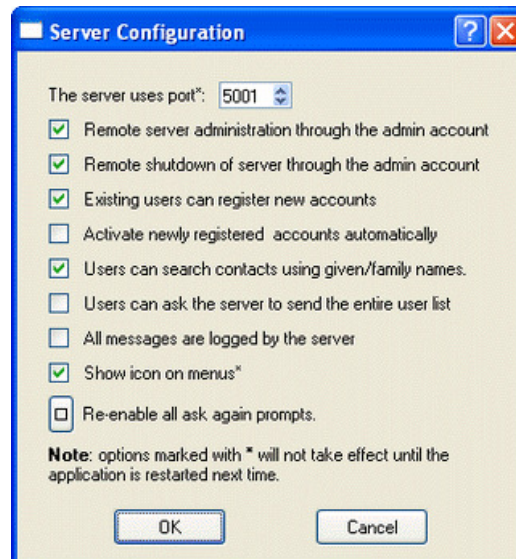 Server Configuration
The server uses port*: 5001
Remote server administration through the admin account
Remote shutdown of server through the admin account
Existing users can register new accounts
Activate newly registered  accounts automatically
Users can search contacts using given/family names.
Users can ask the server to send the entire user list
All messages are logged by the server
Show icon on menus*
Re-enable all ask again prompts.
Note: options marked with * will not take effect until the
application is restarted next time.
OK Cancel